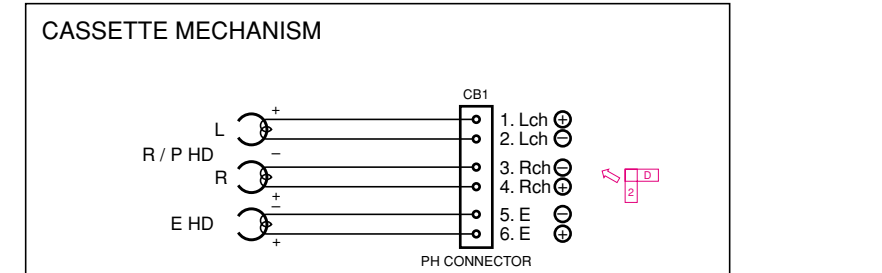 CASSETTE MECHANISM
CB1
+
L
1. Lch ⊕
2. Lch ⊖
R / P HD
–
3. Rch ⊖
R
4. Rch ⊕
+
–
5. E ⊖
E HD
6. E ⊕
+
D
2
PH CONNECTOR